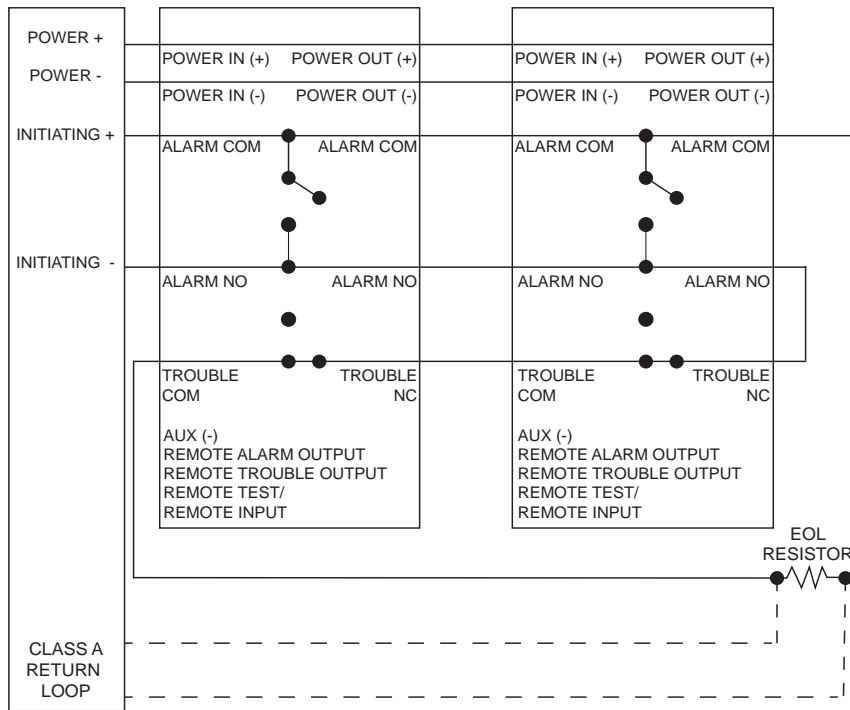 POWER +
POWER -
INITIATING +
INITIATING -
CLASS A
RETURN
LOOP
POWER IN (+) POWER OUT (+)
POWER IN (-) POWER OUT (-)
ALARM COM ALARM COM
ALARM NO ALARM NO
TROUBLE TROUBLE
COM NC
AUX (-)
REMOTE ALARM OUTPUT
REMOTE TROUBLE OUTPUT
REMOTE TEST/
REMOTE INPUT
POWER IN (+) POWER OUT (+)
POWER IN (-) POWER OUT (-)
ALARM COM ALARM COM
ALARM NO ALARM NO
TROUBLE TROUBLE
COM NC
AUX (-)
REMOTE ALARM OUTPUT
REMOTE TROUBLE OUTPUT
REMOTE TEST/
REMOTE INPUT
EOL
RESISTOR